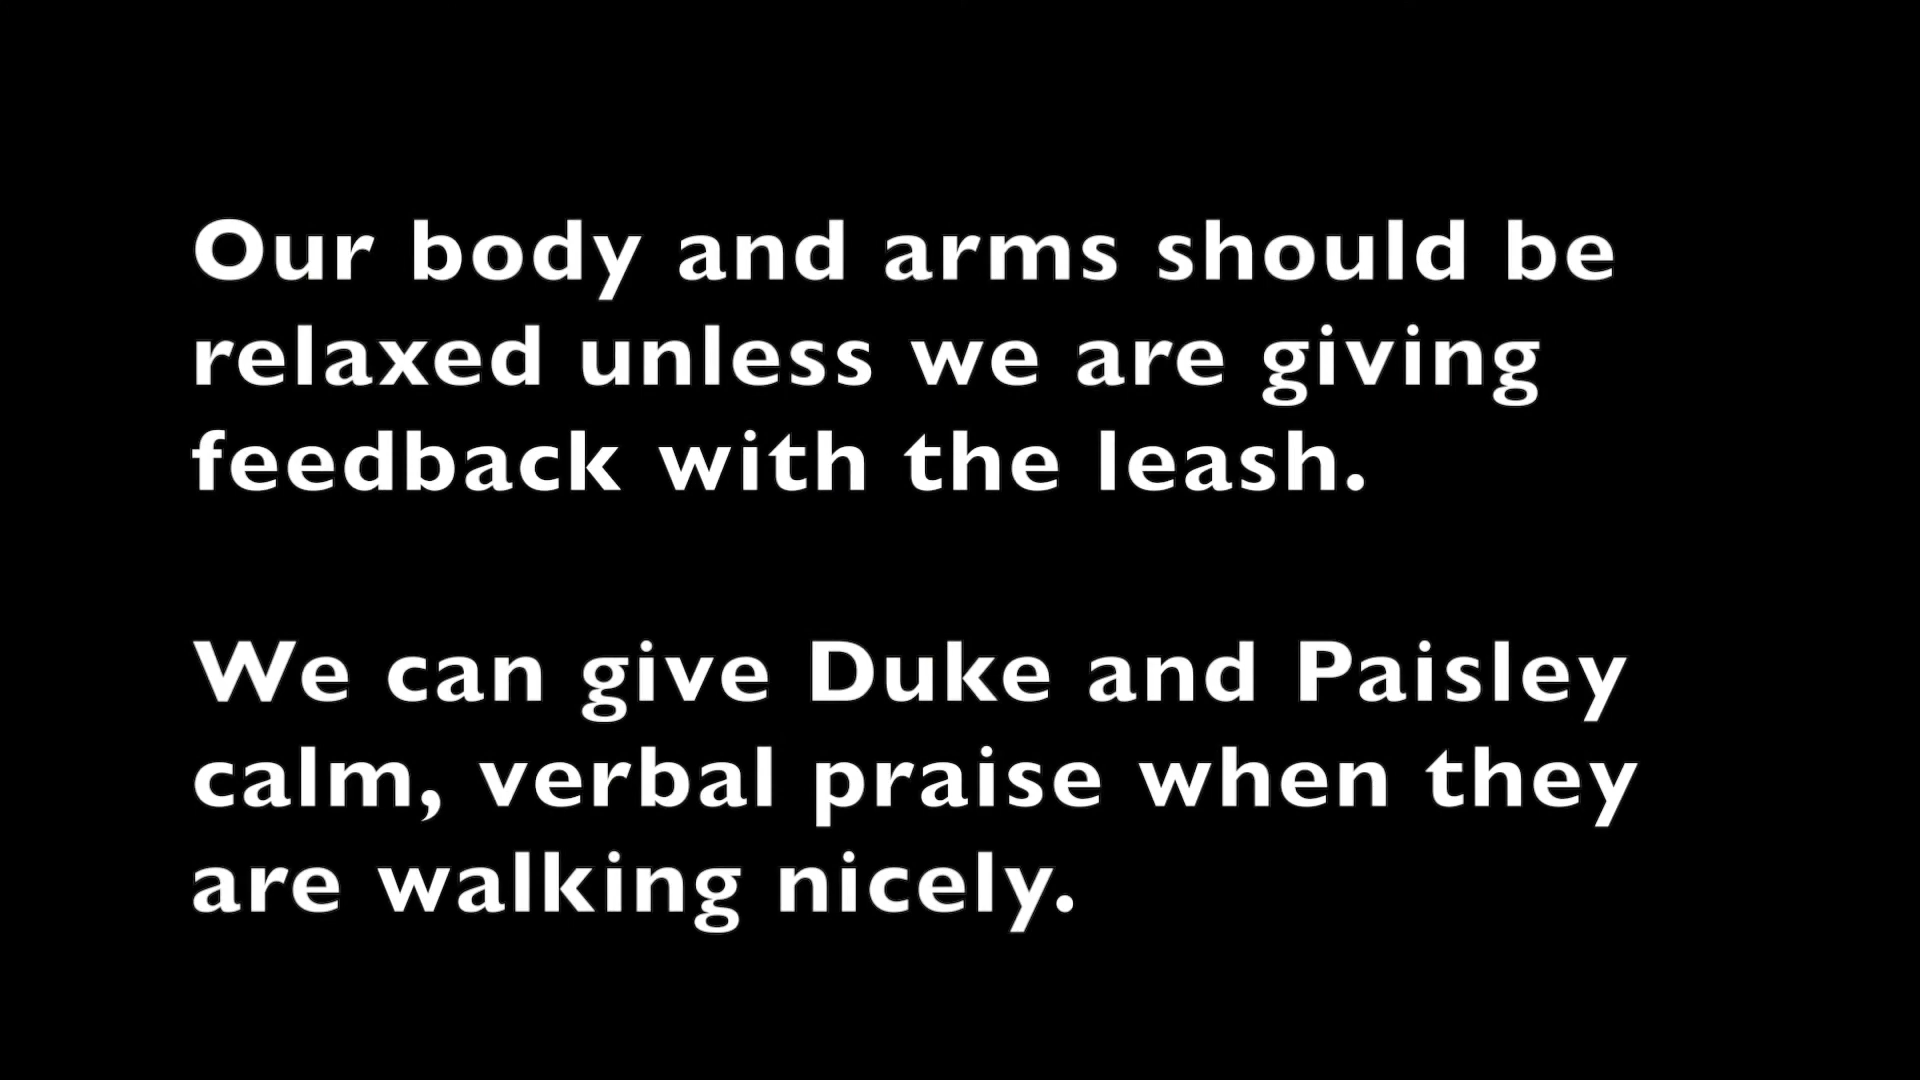 Our body and arms should be
relaxed unless we are giving
feedback with the leash.
We can give Duke and Paisley
calm, verbal praise when they
are walking nicely.